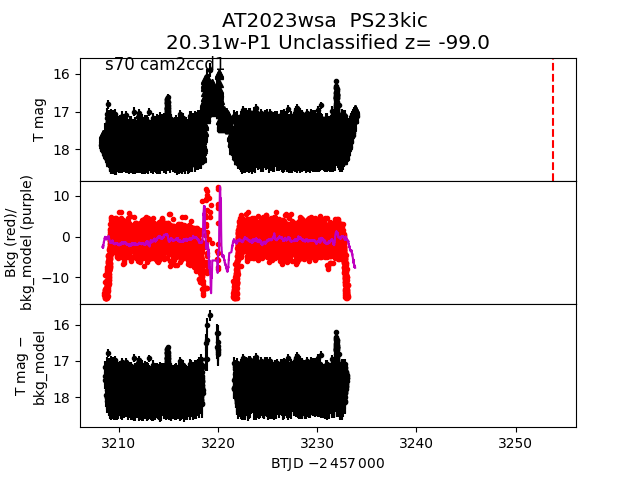 AT2023wsa  PS23kic
20.31w-P1 Unclassified z= -99.0
s70 cam2ccd1
16
17
18
T mag
10
0
−10
Bkg (red)/
bkg_model (purple)
16
17
18
T mag −
bkg_model
3210 3220 3230 3240 3250
BTJD −2 457 000